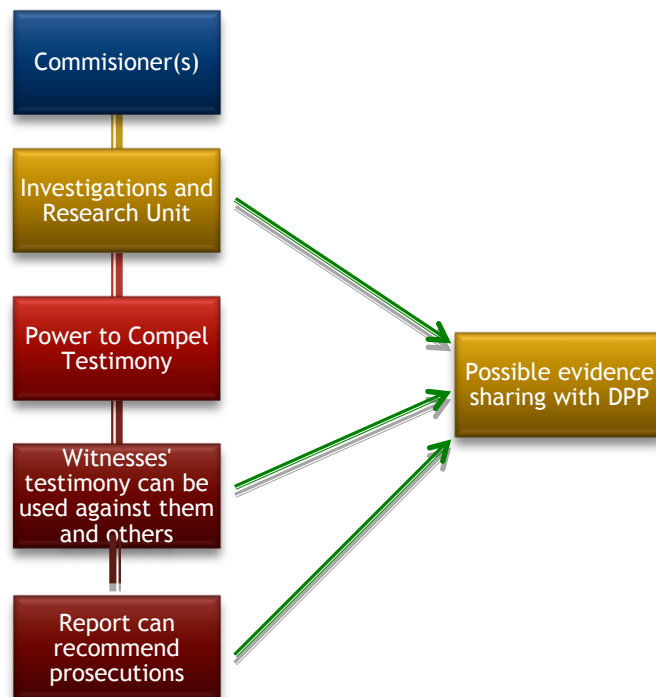 Commisioner(s)
Investigations and
Research Unit
Power to Compel
Testimony
Witnesses'
testimony can be
used against them
and others
Report can
recommend
prosecutions
Possible evidence
sharing with DPP